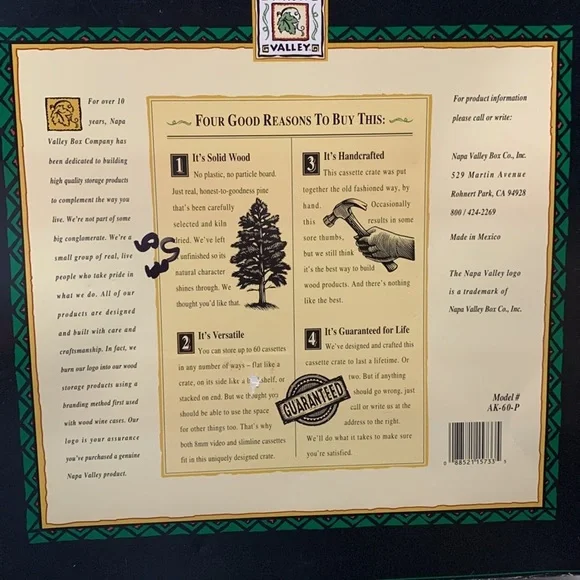 VALLEY
For over 10
years, Napa
Valley Box Company has
been dedicated to building
high quality storage products
to complement the way you
live. We're not part of some
big conglomerate. We're a
small group of real, live
people who take pride in
what we do. All of our
products are designed
and built with care and
craftsmanship. In fact, we
burn our logo into our wood
storage products using a
branding method first used
with wood wine cases. Our
logo is your assurance
you've purchased a genuine
Napa Valley product.
FOUR GOOD REASONS TO BUY THIS:
1 It's Solid Wood
No plastic, no particle board.
Just real, honest-to-goodness pine
that's been carefully
selected and kiln
dried. We've left
unfinished so its
natural character
shines through. We
thought you'd like that.
2 It's Versatile
You can store up to 60 cassettes
in any number of ways – flat like a
crate, on its side like a shelf, or
stacked on end. But we thought you
should be able to use the space
for other things too. That's why
both 8mm video and slimline cassettes
fit in this uniquely designed crate.
3 It's Handcrafted
This cassette crate was put
together the old fashioned way, by
hand. Occasionally
this results in some
sore thumbs,
but we still think
it's the best way to build
wood products. And there's nothing
like the best.
4 It's Guaranteed for Life
We've designed and crafted this
cassette crate to last a lifetime. Or
two. But if anything
should go wrong, just
call or write us at the
address to the right.
We'll do what it takes to make sure
you're satisfied.
GUARANTEED
For product information
please call or write:
Napa Valley Box Co., Inc.
529 Martin Avenue
Rohnert Park, CA 94928
800 / 424-2269
Made in Mexico
The Napa Valley logo
is a trademark of
Napa Valley Box Co., Inc.
Model #
AK-60-P
0 88521 15733 1